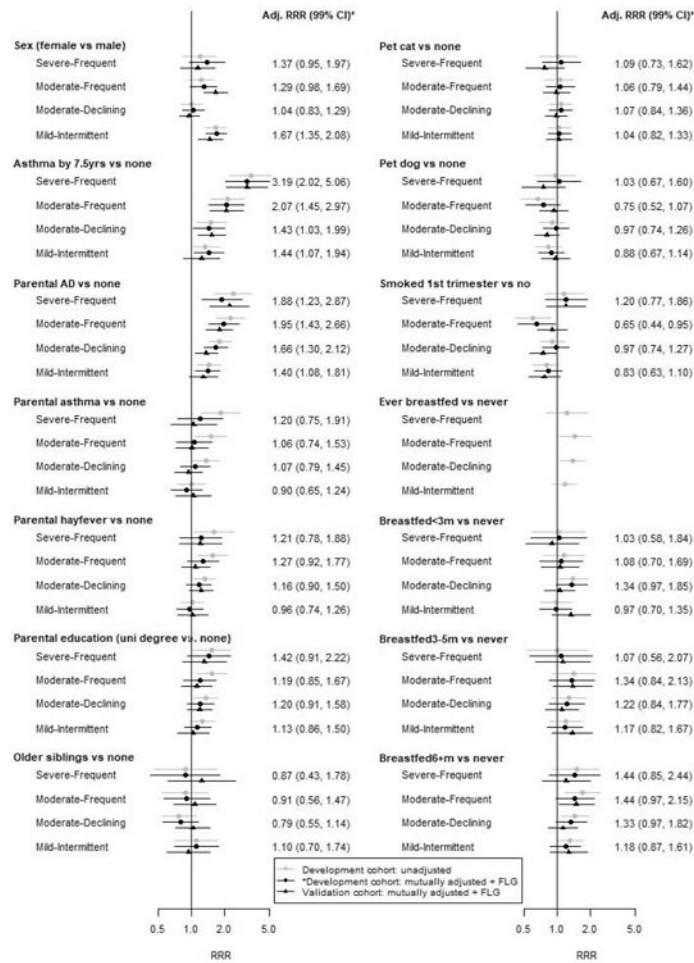 Adj. RRR (99% CI)*
Sex (female vs male)
Severe-Frequent 1.37 (0.95, 1.97)
Moderate-Frequent 1.29 (0.98, 1.69)
Moderate-Declining 1.04 (0.83, 1.29)
Mild-Intermittent 1.67 (1.35, 2.08)
Asthma by 7.5yrs vs none
Severe-Frequent 3.19 (2.02, 5.06)
Moderate-Frequent 2.07 (1.45, 2.97)
Moderate-Declining 1.43 (1.03, 1.99)
Mild-Intermittent 1.44 (1.07, 1.94)
Parental AD vs none
Severe-Frequent 1.88 (1.23, 2.87)
Moderate-Frequent 1.95 (1.43, 2.66)
Moderate-Declining 1.66 (1.30, 2.12)
Mild-Intermittent 1.40 (1.08, 1.81)
Parental asthma vs none
Severe-Frequent 1.20 (0.75, 1.91)
Moderate-Frequent 1.06 (0.74, 1.53)
Moderate-Declining 1.07 (0.79, 1.45)
Mild-Intermittent 0.90 (0.65, 1.24)
Parental hayfever vs none
Severe-Frequent 1.21 (0.78, 1.88)
Moderate-Frequent 1.27 (0.92, 1.77)
Moderate-Declining 1.16 (0.90, 1.50)
Mild-Intermittent 0.96 (0.74, 1.26)
Parental education (uni degree vs. none)
Severe-Frequent 1.42 (0.91, 2.22)
Moderate-Frequent 1.19 (0.85, 1.67)
Moderate-Declining 1.20 (0.91, 1.58)
Mild-Intermittent 1.13 (0.86, 1.50)
Older siblings vs none
Severe-Frequent 0.87 (0.43, 1.78)
Moderate-Frequent 0.91 (0.56, 1.47)
Moderate-Declining 0.79 (0.55, 1.14)
Mild-Intermittent 1.10 (0.70, 1.74)
0.5 1.0 2.0 5.0
RRR
Adj. RRR (99% CI)*
Pet cat vs none
Severe-Frequent 1.09 (0.73, 1.62)
Moderate-Frequent 1.06 (0.79, 1.44)
Moderate-Declining 1.07 (0.84, 1.36)
Mild-Intermittent 1.04 (0.82, 1.33)
Pet dog vs none
Severe-Frequent 1.03 (0.67, 1.60)
Moderate-Frequent 0.75 (0.52, 1.07)
Moderate-Declining 0.97 (0.74, 1.26)
Mild-Intermittent 0.88 (0.67, 1.14)
Smoked 1st trimester vs no
Severe-Frequent 1.20 (0.77, 1.86)
Moderate-Frequent 0.65 (0.44, 0.95)
Moderate-Declining 0.97 (0.74, 1.27)
Mild-Intermittent 0.83 (0.63, 1.10)
Ever breastfed vs never
Severe-Frequent
Moderate-Frequent
Moderate-Declining
Mild-Intermittent
Breastfed<3m vs never
Severe-Frequent 1.03 (0.58, 1.84)
Moderate-Frequent 1.08 (0.70, 1.69)
Moderate-Declining 1.34 (0.97, 1.85)
Mild-Intermittent 0.97 (0.70, 1.35)
Breastfed3-5m vs never
Severe-Frequent 1.07 (0.56, 2.07)
Moderate-Frequent 1.34 (0.84, 2.13)
Moderate-Declining 1.22 (0.84, 1.77)
Mild-Intermittent 1.17 (0.82, 1.67)
Breastfed6+m vs never
Severe-Frequent 1.44 (0.85, 2.44)
Moderate-Frequent 1.44 (0.97, 2.15)
Moderate-Declining 1.33 (0.97, 1.82)
Mild-Intermittent 1.18 (0.87, 1.61)
0.5 1.0 2.0 5.0
RRR
Development cohort: unadjusted
*Development cohort: mutually adjusted + FLG
Validation cohort: mutually adjusted + FLG